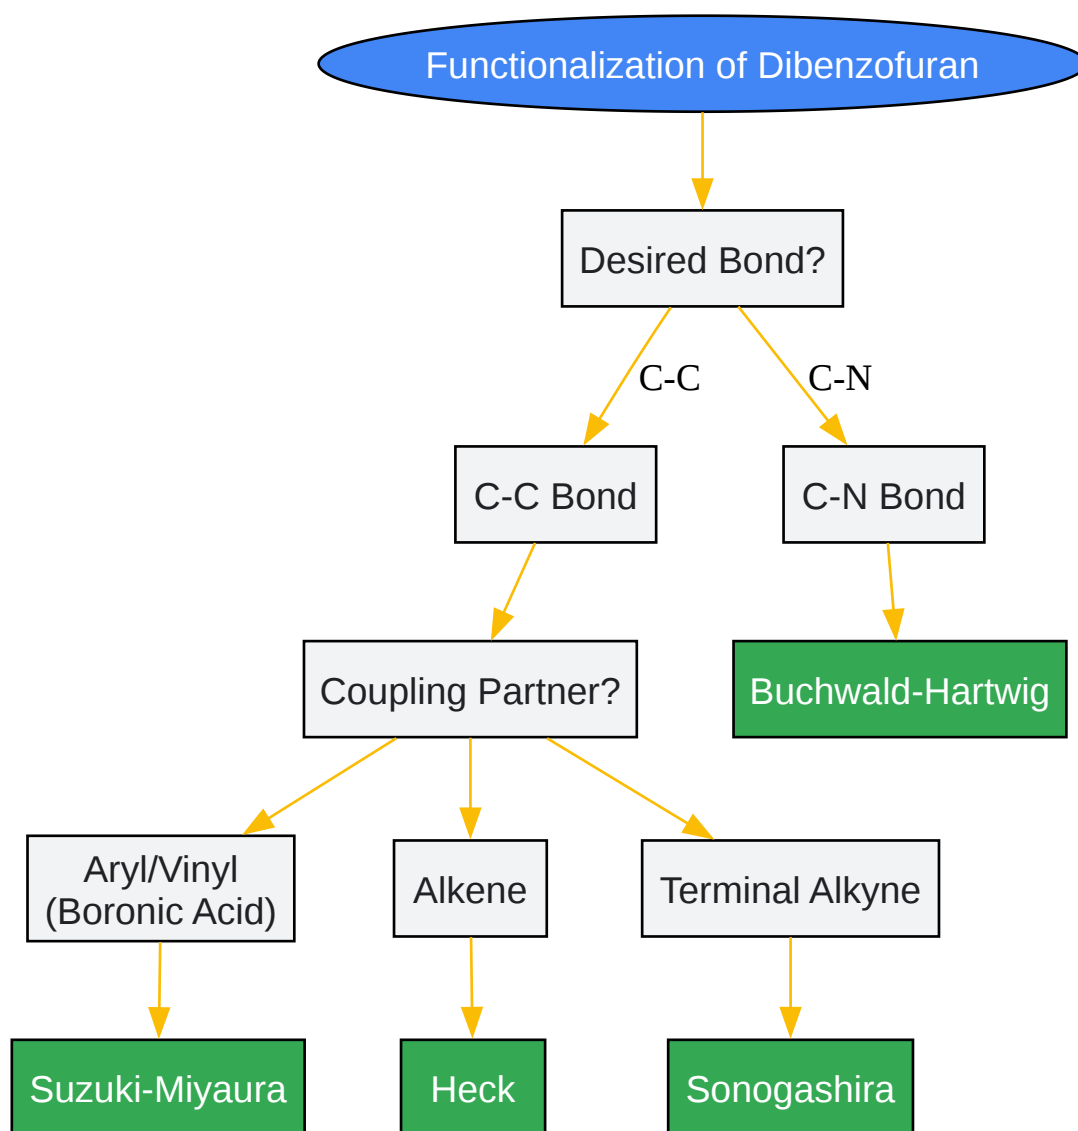 Functionalization of Dibenzofuran
Desired Bond?
C-C
C-N
C-C Bond
C-N Bond
Coupling Partner?
Buchwald-Hartwig
Aryl/Vinyl
(Boronic Acid)
Alkene
Terminal Alkyne
Suzuki-Miyaura
Heck
Sonogashira